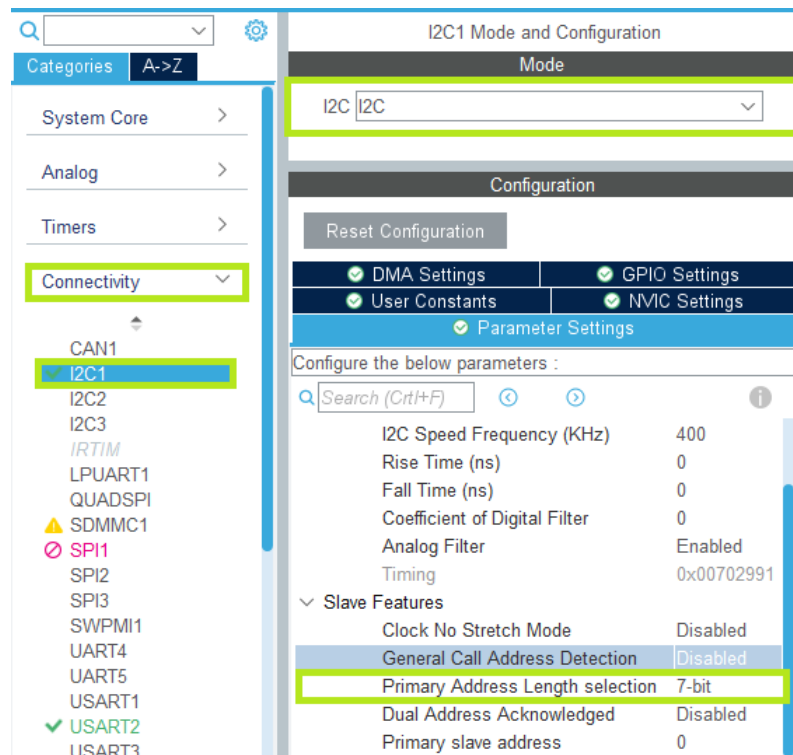 Categories
A->Z
System Core
Analog
Timers
Connectivity
CAN1
I2C1
I2C2
I2C3
IRTIM
LPUART1
QUADSPI
SDMMC1
SPI1
SPI2
SPI3
SWPMI1
UART4
UART5
USART1
USART2
USART3
I2C1 Mode and Configuration
Mode
I2C I2C
Configuration
Reset Configuration
DMA Settings GPIO Settings
User Constants NVIC Settings
Parameter Settings
Configure the below parameters :
Search (Crtl+F)
I2C Speed Frequency (KHz) 400
Rise Time (ns) 0
Fall Time (ns) 0
Coefficient of Digital Filter 0
Analog Filter Enabled
Timing 0x00702991
Slave Features
Clock No Stretch Mode Disabled
General Call Address Detection Disabled
Primary Address Length selection 7-bit
Dual Address Acknowledged Disabled
Primary slave address 0